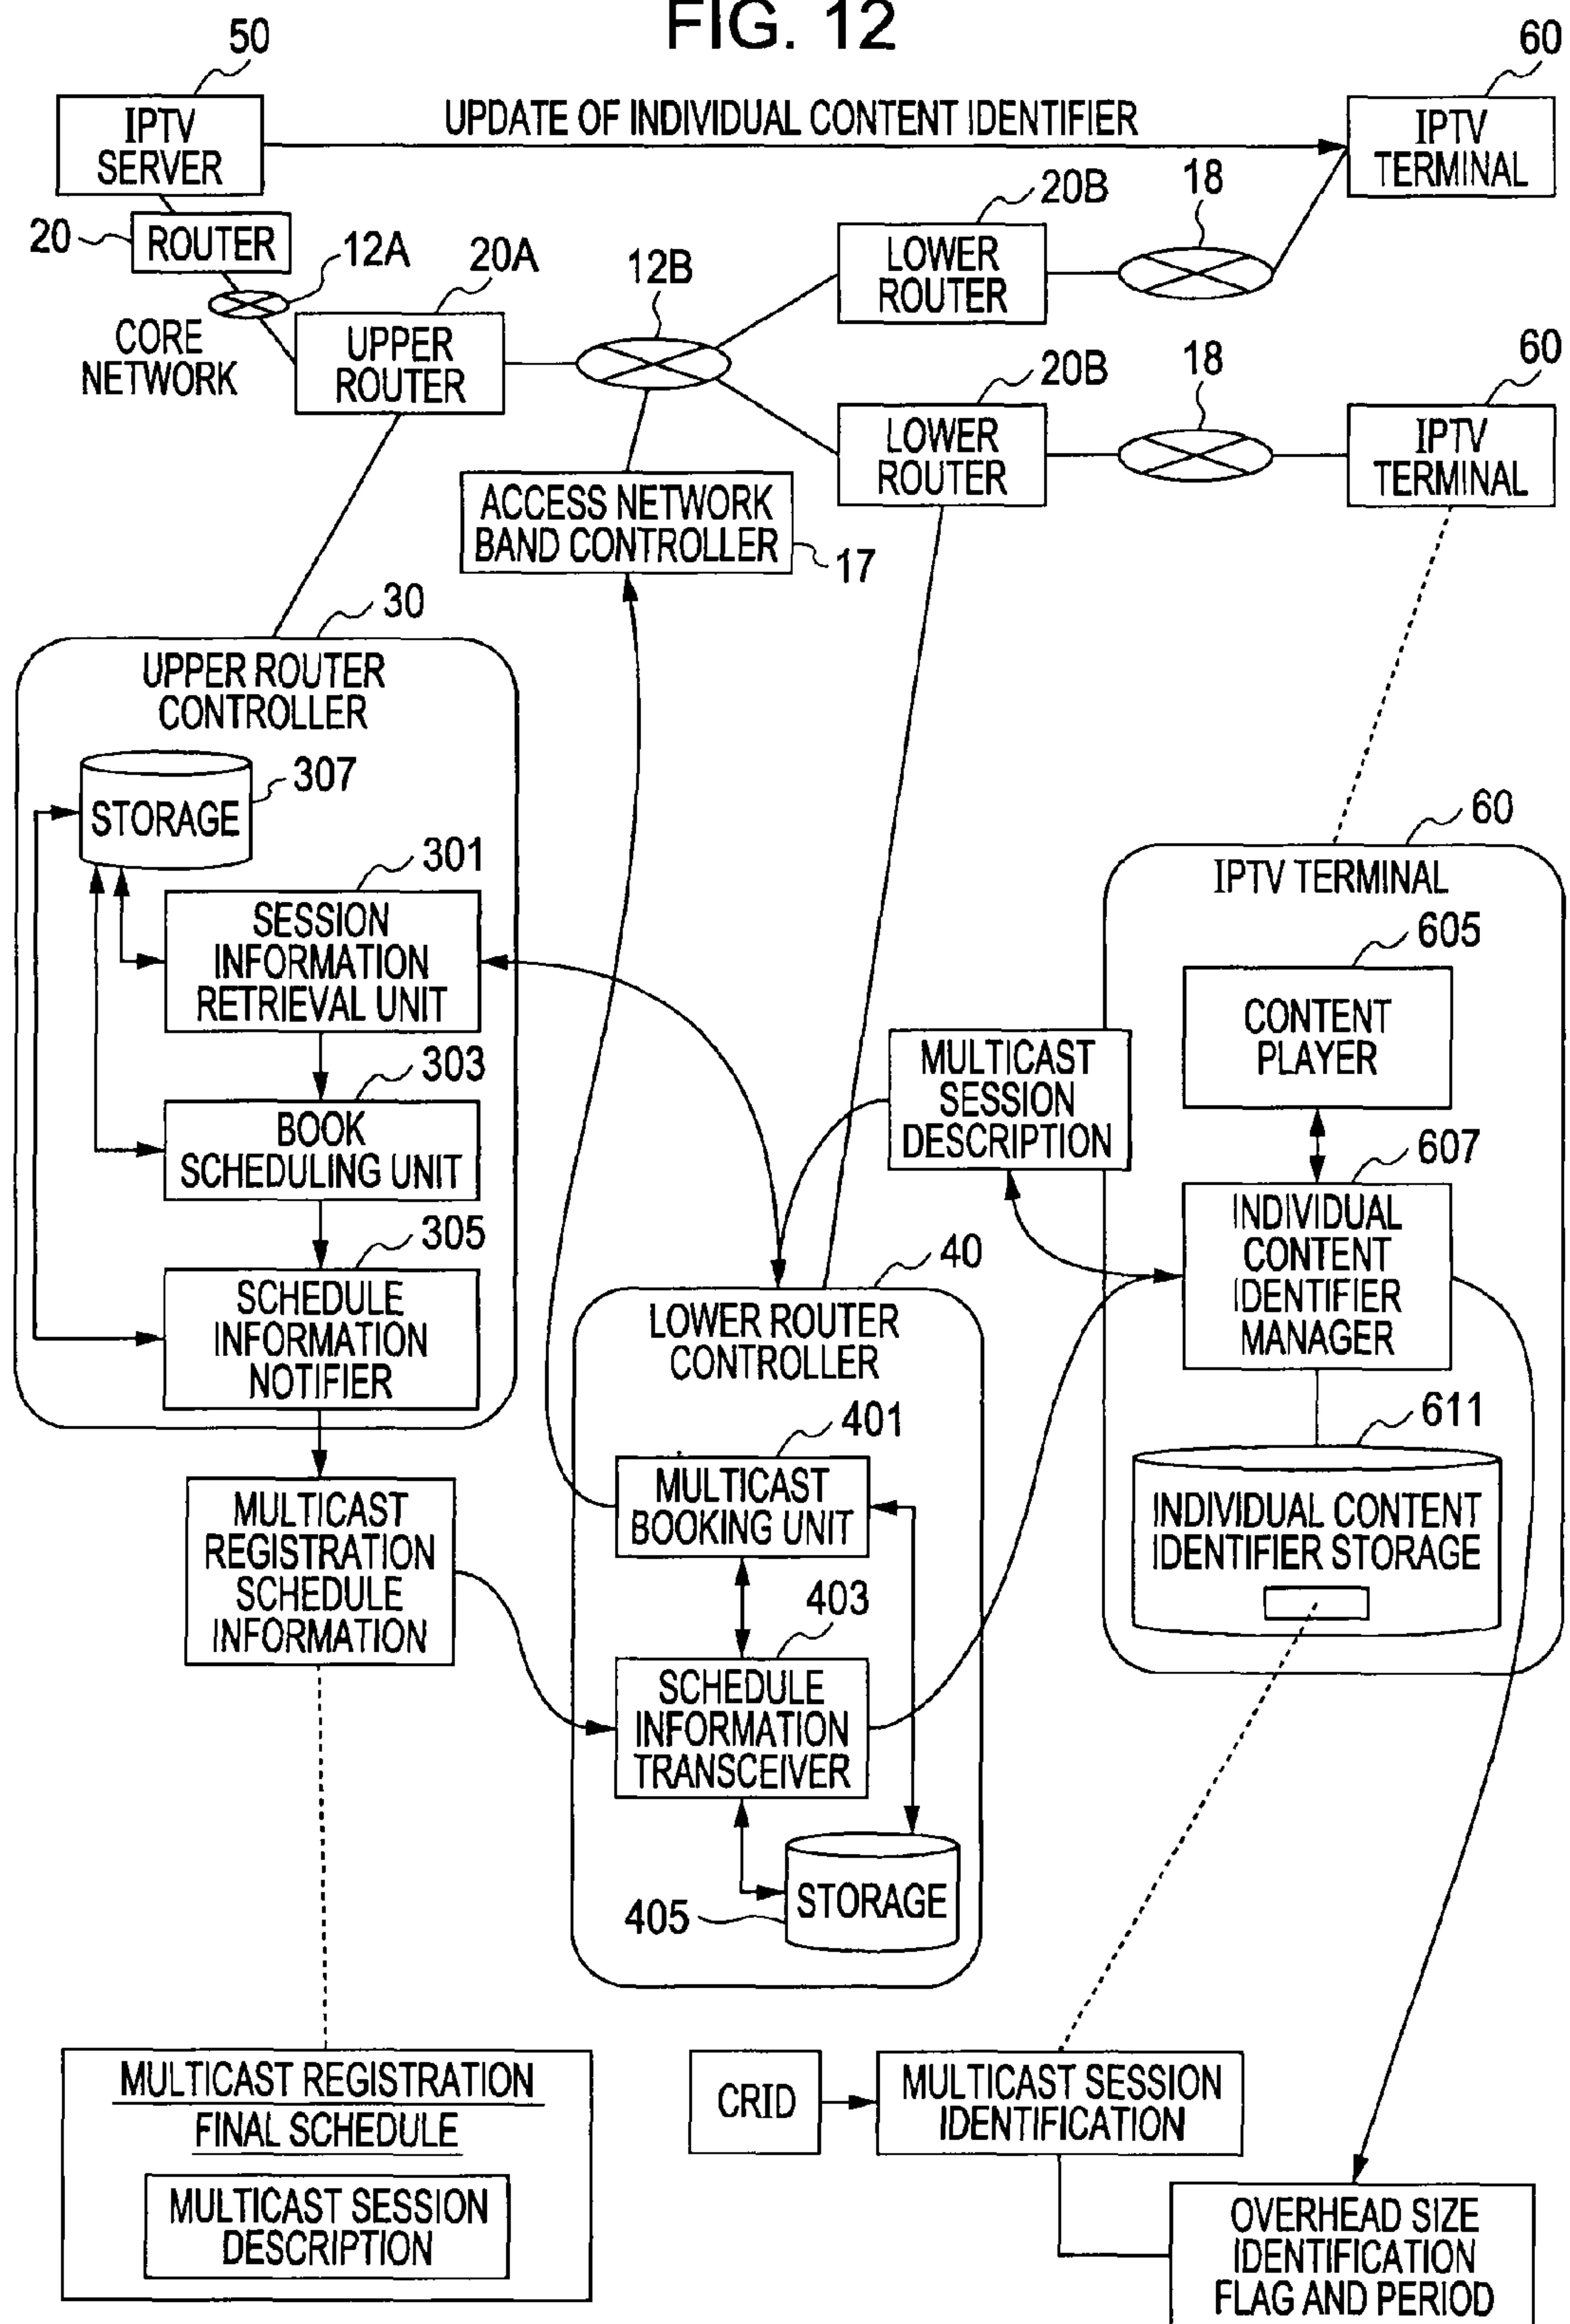 FIG. 12
50
60
IPTV
SERVER
UPDATE OF INDIVIDUAL CONTENT IDENTIFIER
IPTV
TERMINAL
20
ROUTER
12A
20A
12B
20B
18
LOWER
ROUTER
CORE
NETWORK
UPPER
ROUTER
20B
18
60
LOWER
ROUTER
IPTV
TERMINAL
ACCESS NETWORK
BAND CONTROLLER
17
30
UPPER ROUTER
CONTROLLER
307
STORAGE
301
SESSION
INFORMATION
RETRIEVAL UNIT
303
BOOK
SCHEDULING UNIT
305
SCHEDULE
INFORMATION
NOTIFIER
MULTICAST
REGISTRATION
SCHEDULE
INFORMATION
60
IPTV TERMINAL
605
CONTENT
PLAYER
MULTICAST
SESSION
DESCRIPTION
607
INDIVIDUAL
CONTENT
IDENTIFIER
MANAGER
611
INDIVIDUAL CONTENT
IDENTIFIER STORAGE
40
LOWER ROUTER
CONTROLLER
401
MULTICAST
BOOKING UNIT
403
SCHEDULE
INFORMATION
TRANSCEIVER
405
STORAGE
MULTICAST REGISTRATION
FINAL SCHEDULE
MULTICAST SESSION
DESCRIPTION
CRID
MULTICAST SESSION
IDENTIFICATION
OVERHEAD SIZE
IDENTIFICATION
FLAG AND PERIOD